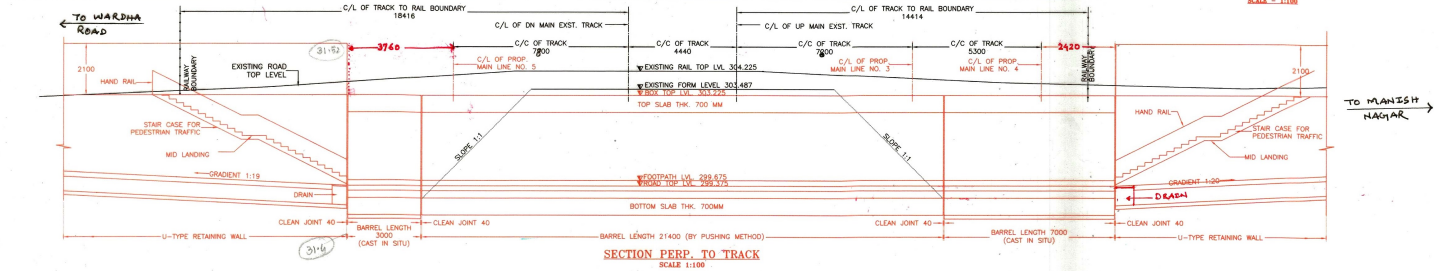 SCALE - 1:100
TO WARDHA
ROAD
C/L OF TRACK TO RAIL BOUNDARY
18416
C/L OF TRACK TO RAIL BOUNDARY
14414
C/L OF DN MAIN EXST. TRACK
C/L OF UP MAIN EXST. TRACK
31.82
3760
C/C OF TRACK
C/C OF TRACK
4440
C/C OF TRACK
C/C OF TRACK
5300
2420
C/L OF PROP.
MAIN LINE NO. 5
C/L OF PROP.
MAIN LINE NO. 3
C/L OF PROP.
MAIN LINE NO. 4
2100
RAILWAY
BOUNDARY
EXISTING ROAD
TOP LEVEL
HAND RAIL
EXISTING RAIL TOP LVL 304.225
EXISTING FORM LEVEL 303.487
BOX TOP LVL. 303.225
TOP SLAB THK. 700 MM
RAILWAY
BOUNDARY
2100
HAND RAIL
TO MANISH
NAGAR
STAIR CASE FOR
PEDESTRIAN TRAFFIC
MID LANDING
SLOPE 1:1
SLOPE 1:1
STAIR CASE FOR
PEDESTRIAN TRAFFIC
MID LANDING
GRADIENT 1:19
FOOTPATH LVL. 299.675
ROAD TOP LVL. 299.375
GRADIENT 1:20
DRAIN
DRAIN
BOTTOM SLAB THK. 700MM
CLEAN JOINT 40
CLEAN JOINT 40
CLEAN JOINT 40
CLEAN JOINT 40
U-TYPE RETAINING WALL
BARREL LENGTH
3000
(CAST IN SITU)
BARREL LENGTH 21400 (BY PUSHING METHOD)
BARREL LENGTH 7000
(CAST IN SITU)
U-TYPE RETAINING WALL
SECTION PERP. TO TRACK
SCALE 1:100